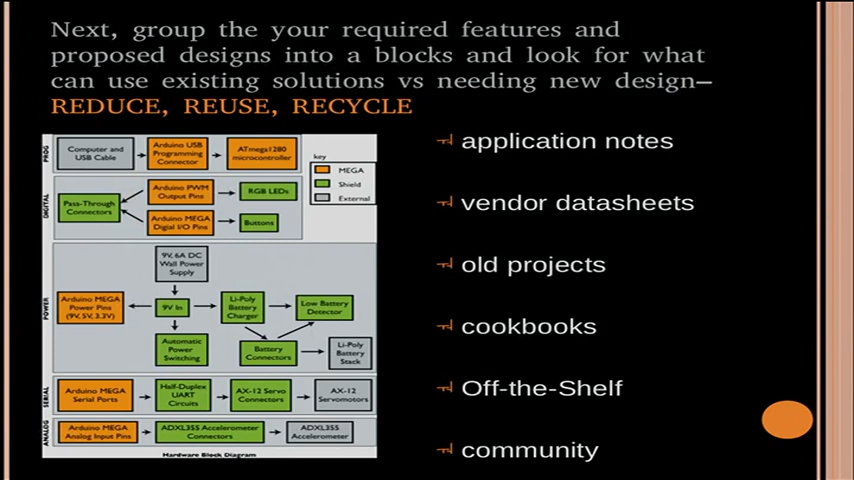 Next, group the your required features and
proposed designs into a blocks and look for what
can use existing solutions vs needing new design–
REDUCE, REUSE, RECYCLE
application notes
vendor datasheets
old projects
cookbooks
Off-the-Shelf
community
PROG
Computer and
USB Cable
Arduino USB
Programming
Connector
ATmega1280
microcontroller
key
MEGA
Shield
External
DIGITAL
Pass-Through
Connectors
Arduino PWM
Output Pins
RGB LEDs
Arduino MEGA
Digial I/O Pins
Buttons
POWER
9V, 6A DC
Wall Power
Supply
Arduino MEGA
Power Pins
(9V, 5V, 3.3V)
9V In
Li-Poly
Battery
Charger
Low Battery
Detector
Automatic
Power
Switching
Battery
Connectors
Li-Poly
Battery
Stack
SERIAL
Arduino MEGA
Serial Ports
Half-Duplex
UART
Circuits
AX-12 Servo
Connectors
AX-12
Servomotors
ANALOG
Arduino MEGA
Analog Input Pins
ADXL355 Accelerometer
Connectors
ADXL355
Accelerometer
Hardware Block Diagram